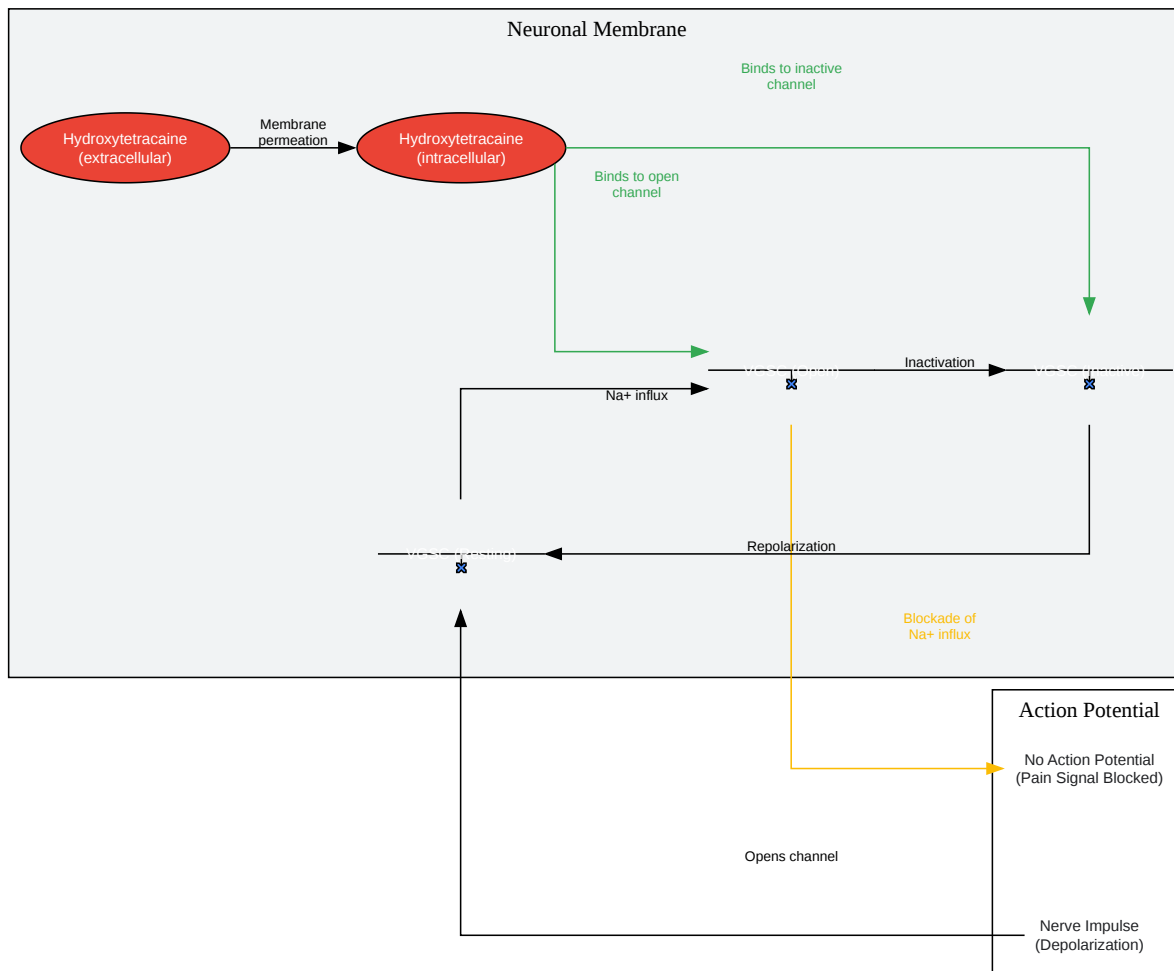 Neuronal Membrane
Binds to inactive
channel
Hydroxytetracaine
(extracellular)
Membrane
permeation
Hydroxytetracaine
(intracellular)
Binds to open
channel
Inactivation
Na+ influx
Repolarization
Blockade of
Na+ influx
Action Potential
No Action Potential
(Pain Signal Blocked)
Opens channel
Nerve Impulse
(Depolarization)